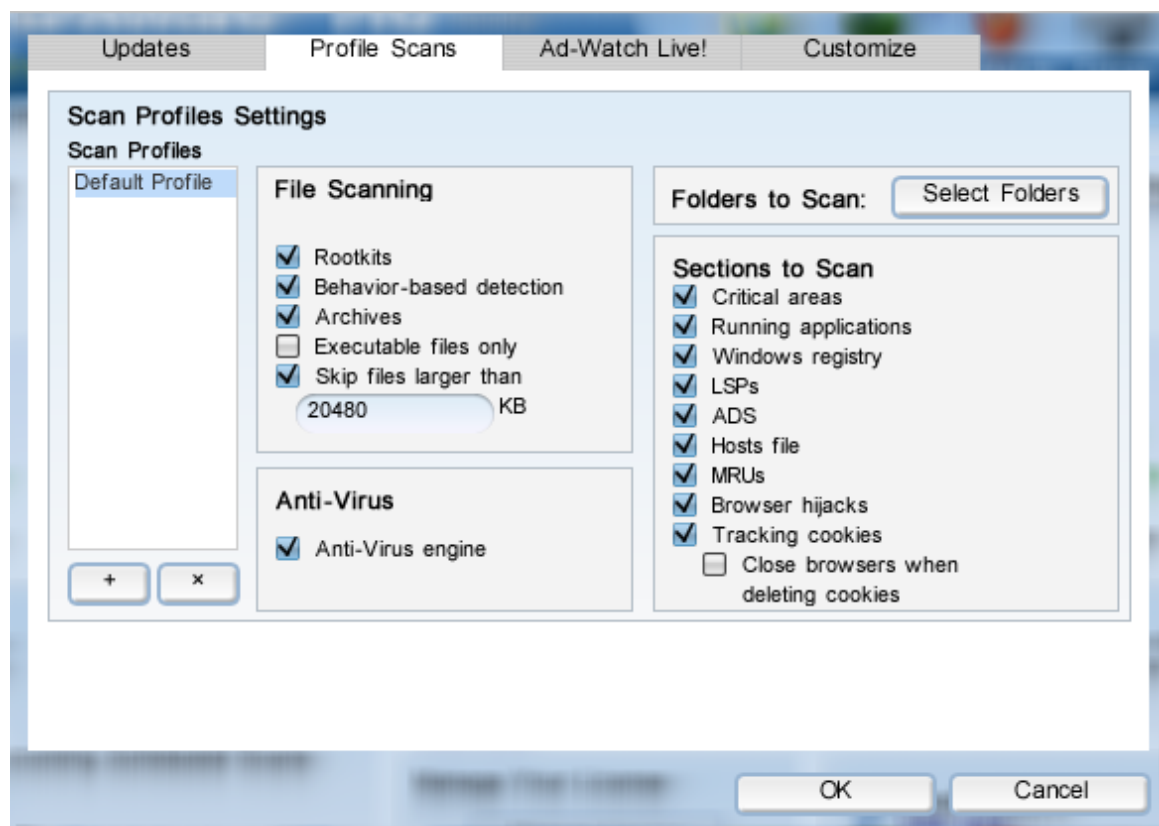 Updates
Profile Scans
Ad-Watch Live!
Customize
Scan Profiles Settings
Scan Profiles
Default Profile
+
×
File Scanning
Rootkits
Behavior-based detection
Archives
Executable files only
Skip files larger than
20480 KB
Anti-Virus
Anti-Virus engine
Folders to Scan:
Select Folders
Sections to Scan
Critical areas
Running applications
Windows registry
LSPs
ADS
Hosts file
MRUs
Browser hijacks
Tracking cookies
Close browsers when
deleting cookies
OK
Cancel